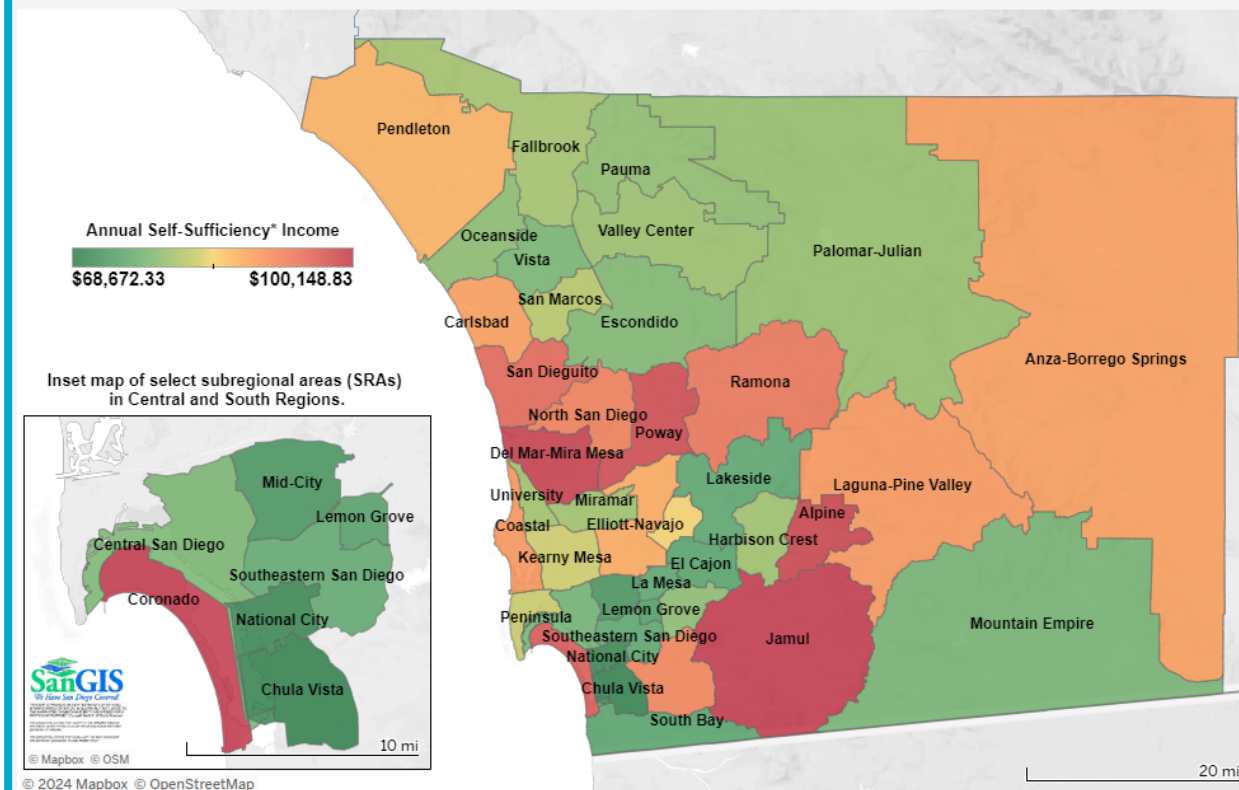 Pendleton
Fallbrook
Pauma
Annual Self-Sufficiency* Income
$68,672.33 $100,148.83
Oceanside
Valley Center
Vista
Palomar-Julian
San Marcos
Carlsbad
Escondido
Anza-Borrego Springs
San Dieguito
Ramona
North San Diego
Poway
Del Mar-Mira Mesa
Lakeside
Laguna-Pine Valley
University
Miramar
Alpine
Coastal
Elliott-Navajo
Harbison Crest
Kearny Mesa
El Cajon
La Mesa
Peninsula
Lemon Grove
Southeastern San Diego
Jamul
Mountain Empire
National City
Chula Vista
South Bay
Inset map of select subregional areas (SRAs)
in Central and South Regions.
Mid-City
Lemon Grove
Central San Diego
Southeastern San Diego
Coronado
National City
Chula Vista
SanGIS
We Have San Diego Covered!
10 mi
© Mapbox © OSM
© 2024 Mapbox © OpenStreetMap
20 mi